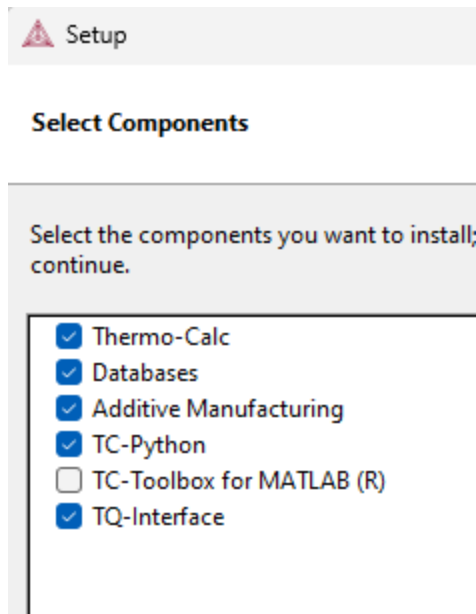 Setup
Select Components
Select the components you want to install;
continue.
Thermo-Calc
Databases
Additive Manufacturing
TC-Python
TC-Toolbox for MATLAB (R)
TQ-Interface